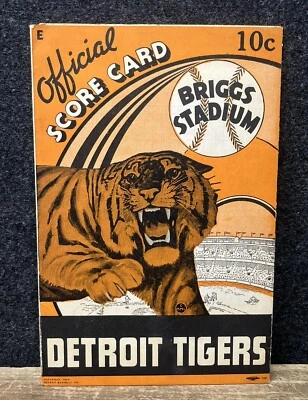 E
Official
SCORE CARD
10c
BRIGGS
STADIUM
DETROIT TIGERS